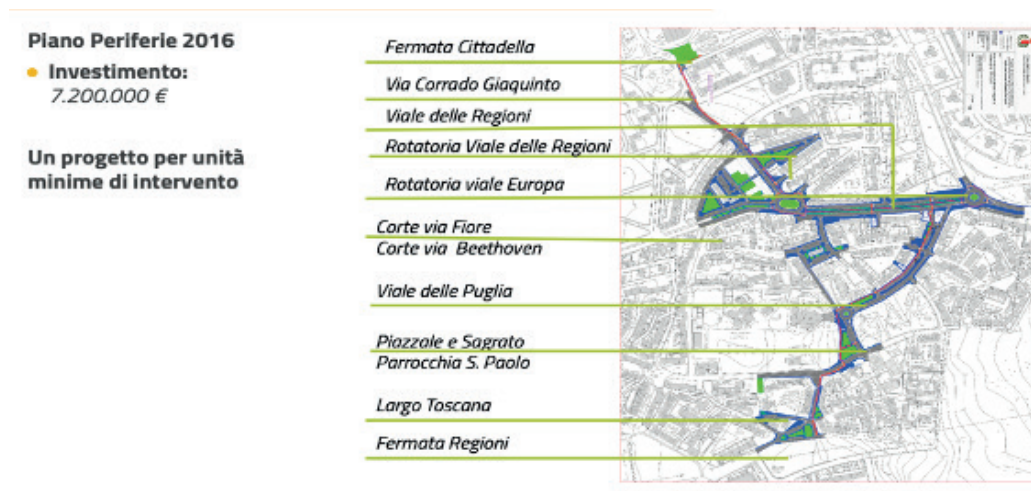 Piano Periferie 2016
Investimento:
7.200.000 €
Un progetto per unità
minime di intervento
Fermata Cittadella
Via Corrado Giaquinto
Viale delle Regioni
Rotatoria Viale delle Regioni
Rotatoria viale Europa
Corte via Fiore
Corte via Beethoven
Viale delle Puglia
Piazzale e Sagrato
Parrocchia S. Paolo
Largo Toscana
Fermata Regioni